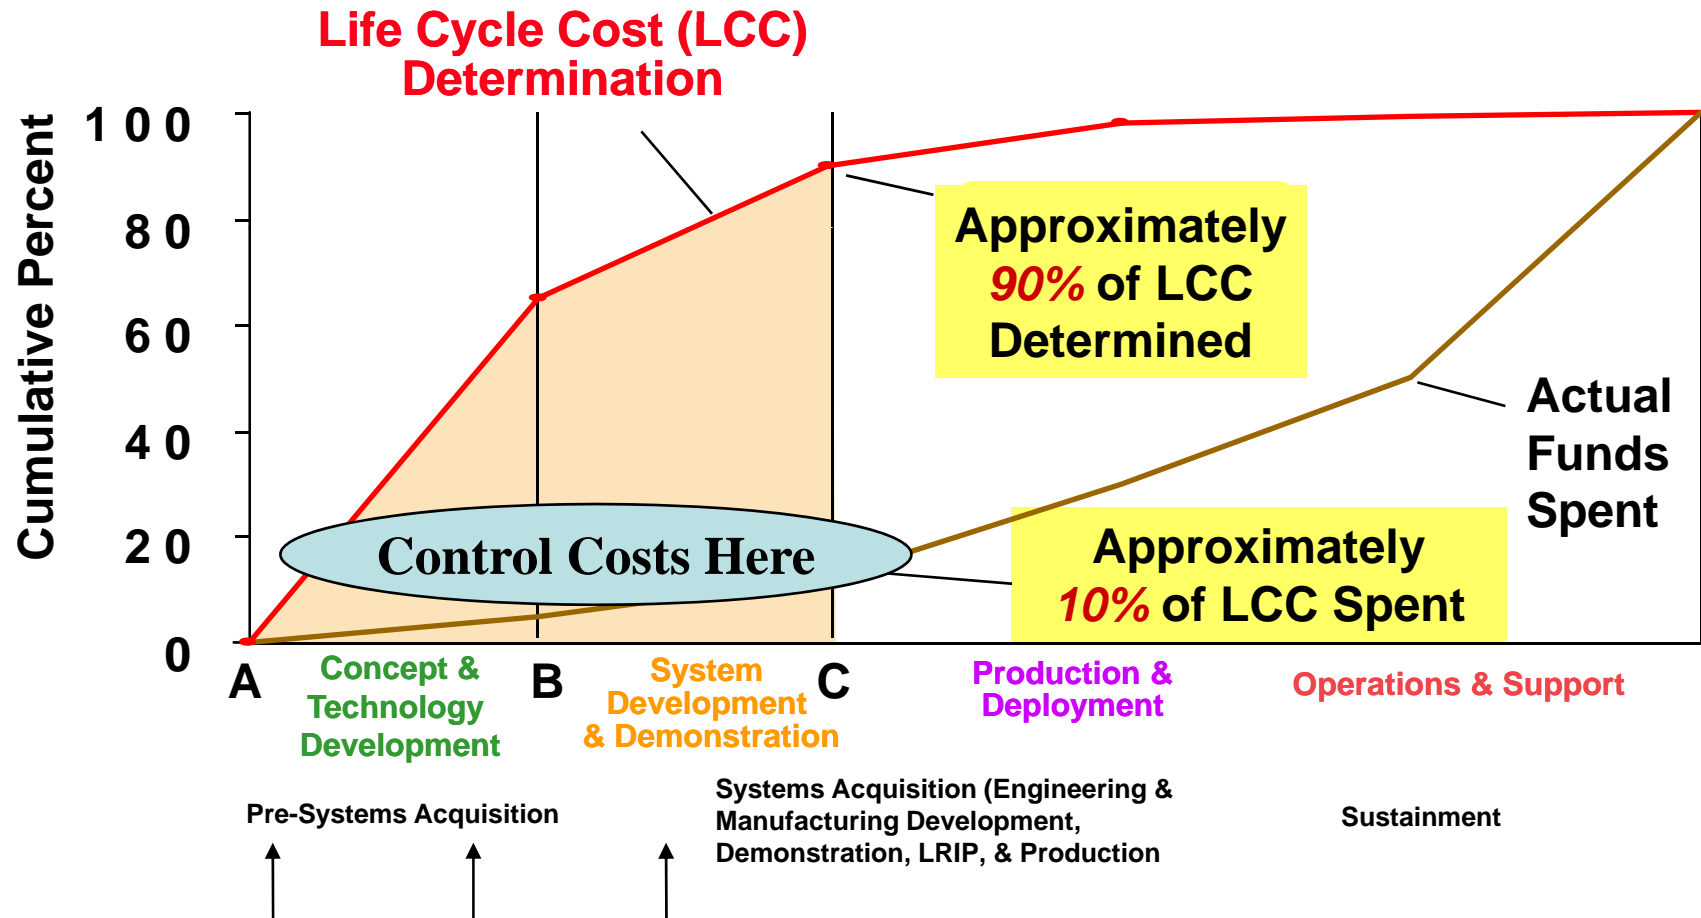 Life Cycle Cost (LCC)
Determination
Cumulative Percent
100
80
60
40
20
0
Approximately
90% of LCC
Determined
Actual
Funds
Spent
Control Costs Here
Approximately
10% of LCC Spent
A
Concept &
Technology
Development
B
System
Development
& Demonstration
C
Production &
Deployment
Operations & Support
Pre-Systems Acquisition
Systems Acquisition (Engineering &
Manufacturing Development,
Demonstration, LRIP, & Production
Sustainment